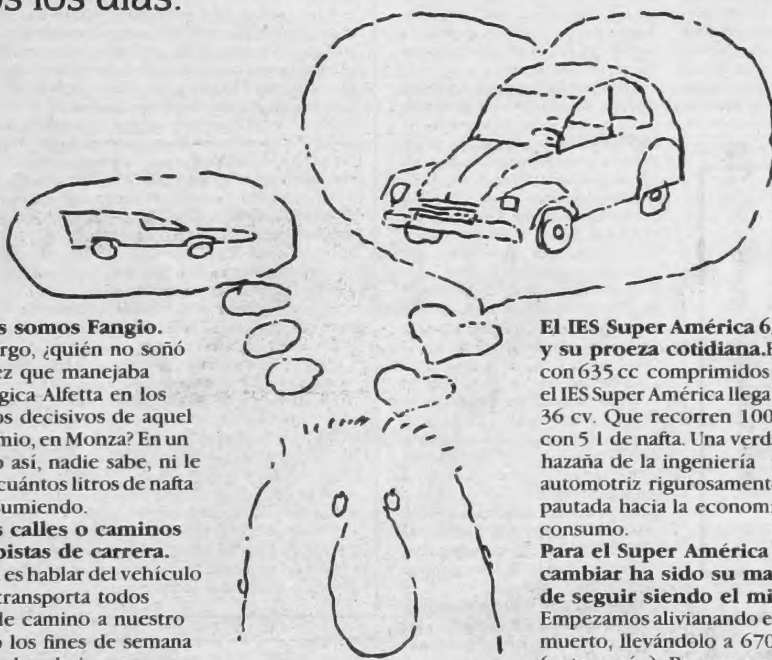 os los días.
s somos Fangio.
rgo, ¿quién no soñó
ez que manejaba
gica Alfetta en los
os decisivos de aquel
mio, en Monza? En un
o así, nadie sabe, ni le
cuántos litros de nafta
sumiendo.
s calles o caminos
pistas de carrera.
es hablar del vehículo
transporta todos
de camino a nuestro
o los fines de semana
El IES Super América 6
y su proeza cotidiana.
con 635 cc comprimidos
el IES Super América llega
36 cv. Que recorren 100
con 5 l de nafta. Una verd
hazaña de la ingeniería
automotriz rigurosament
pautada hacia la econom
consumo.
Para el Super América
cambiar ha sido su ma
de seguir siendo el mi
Empezamos alivianando e
muerto, llevándolo a 670